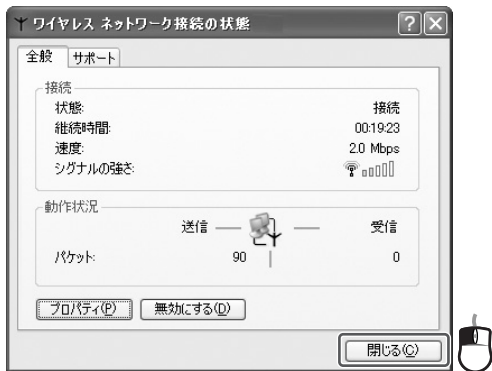 ワイヤレス ネットワーク接続の状態
全般 サポート
接続
状態: 接続
継続時間: 00:19:23
速度: 2.0 Mbps
シグナルの強さ:
動作状況
送信 受信
パケット: 90 0
プロパティ(P) 無効にする(D)
閉じる(C)